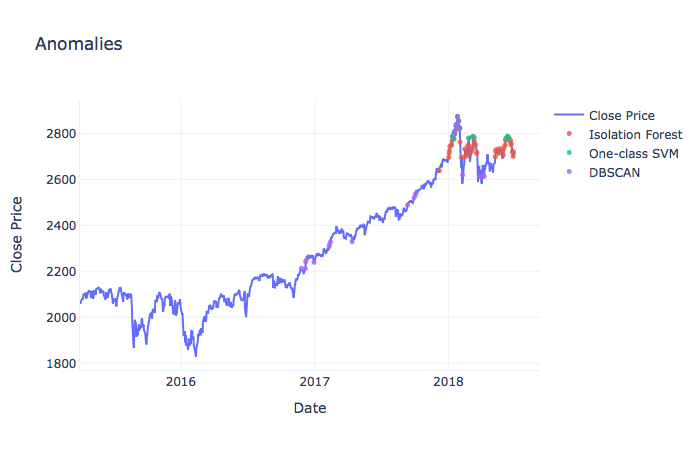 Anomalies
Close Price
Isolation Forest
One-class SVM
DBSCAN
2800
2600
2400
2200
2000
1800
Close Price
2016
2017
2018
Date